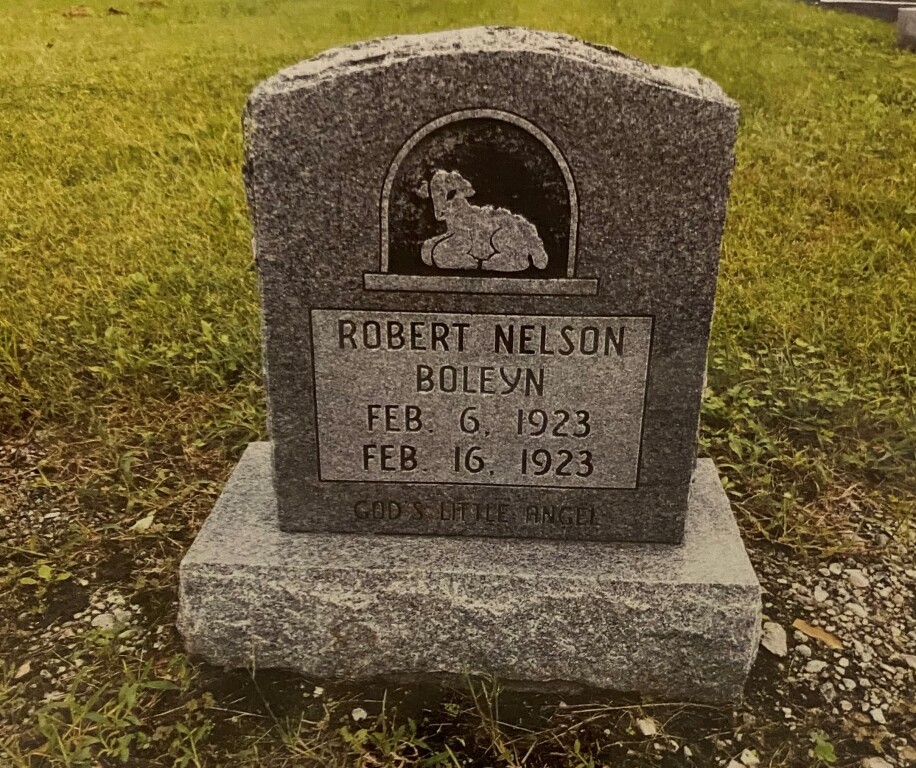 ROBERT NELSON
BOLEYN
FEB. 6, 1923
FEB. 16, 1923
GOD'S LITTLE ANGEL